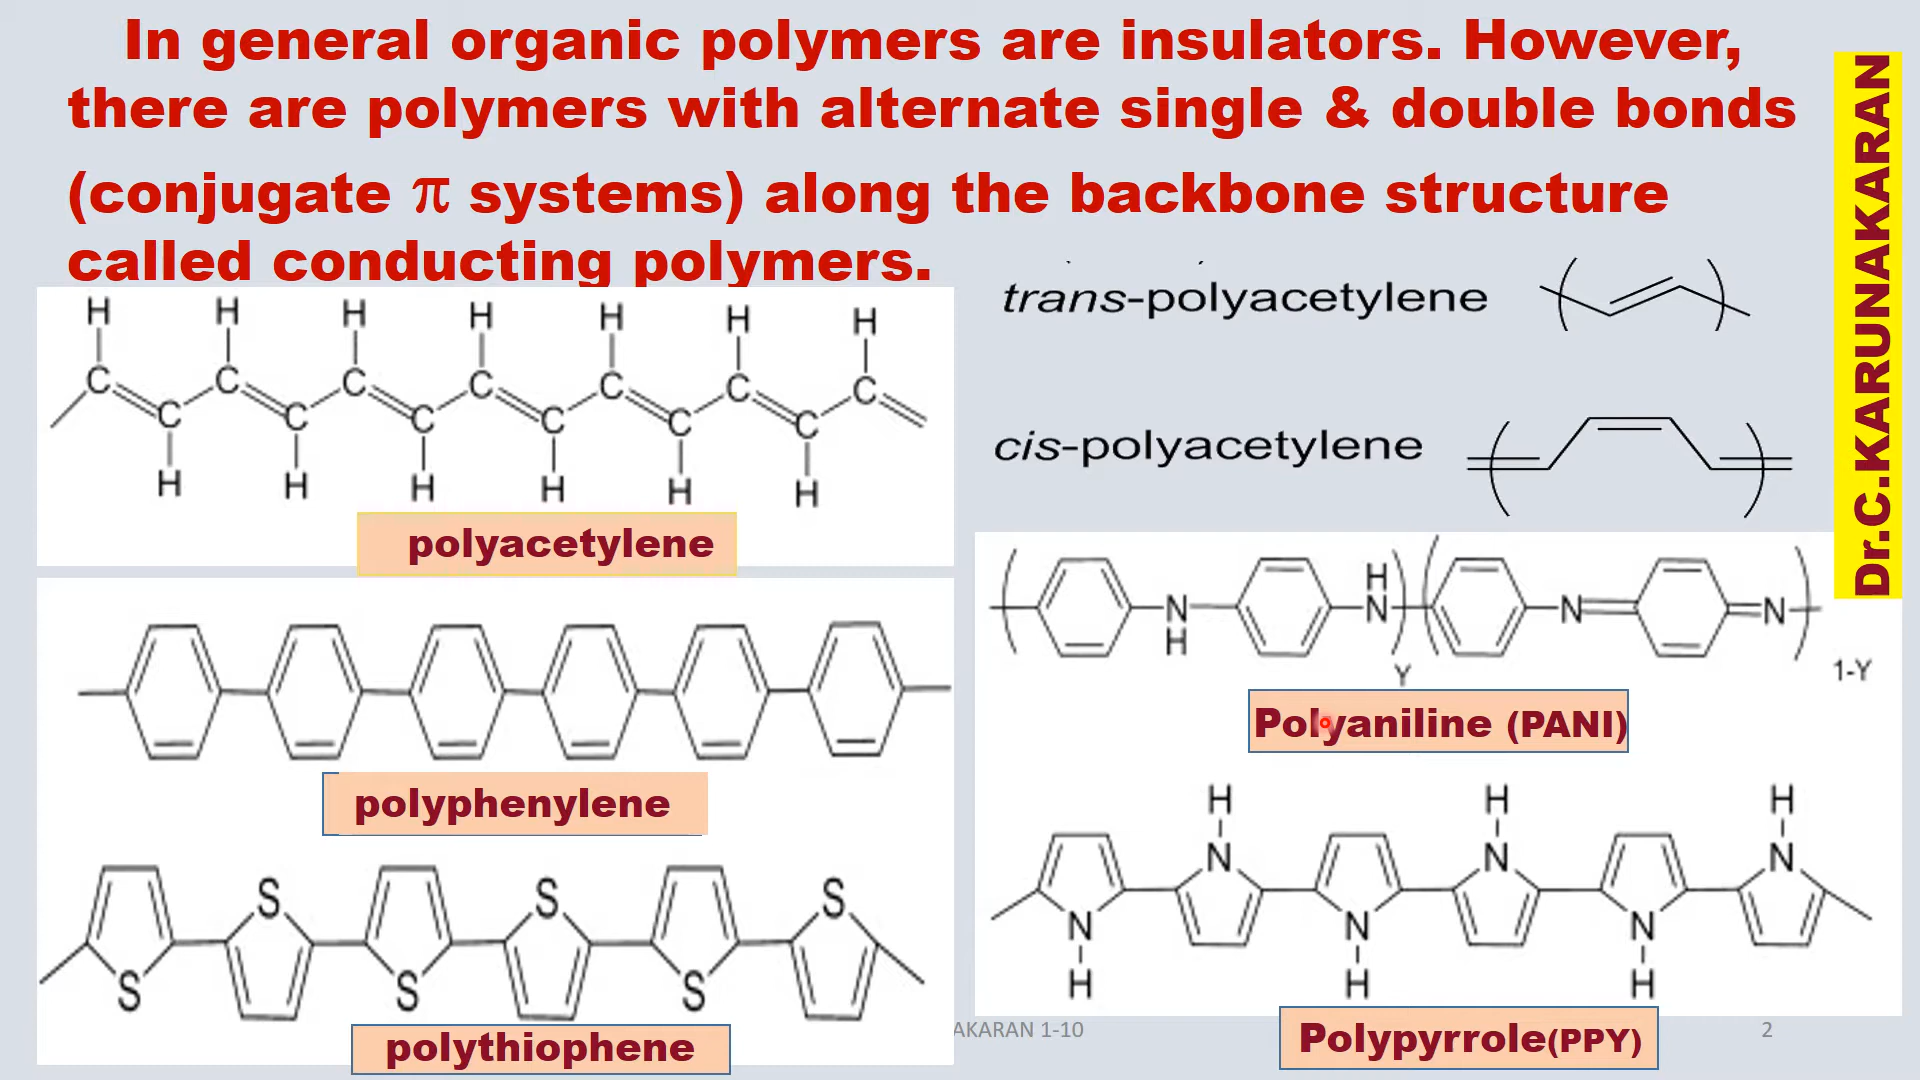 In general organic polymers are insulators. However,
there are polymers with alternate single & double bonds
(conjugate π systems) along the backbone structure
called conducting polymers.
Dr.C.KARUNAKARAN
trans-polyacetylene
cis-polyacetylene
H H H H H H H
C C C C C C C
C C C C C C
H H H H H H
polyacetylene
polyphenylene
S S S
S S S
polythiophene
H
N N N N
H
Y
1-Y
Polyaniline (PANI)
H H H
N N N
N N N
H H H
Polypyrrole(PPY)
AKARAN 1-10
2